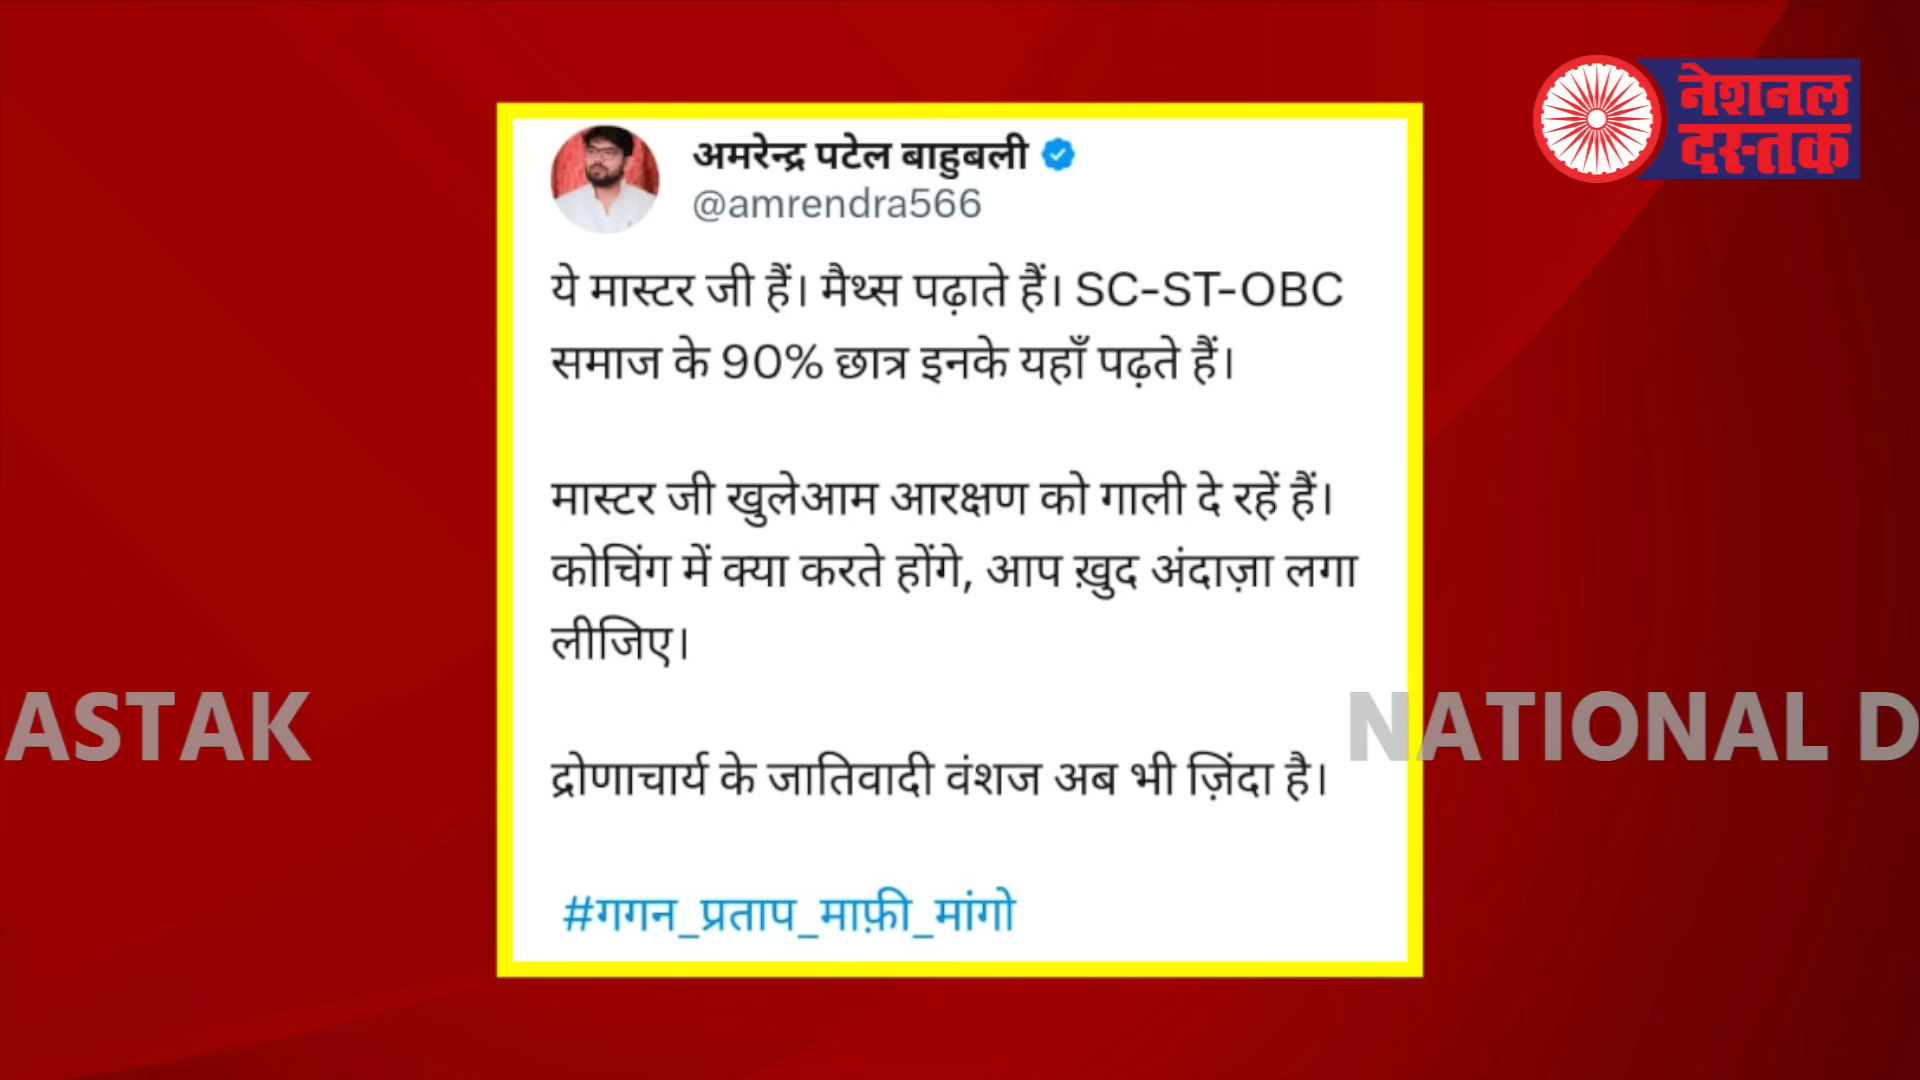 नेशनल
दस्तक
अमरेन्द्र पटेल बाहुबली
@amrendra566
ये मास्टर जी हैं। मैथ्स पढ़ाते हैं। SC-ST-OBC
समाज के 90% छात्र इनके यहाँ पढ़ते हैं।
मास्टर जी खुलेआम आरक्षण को गाली दे रहें हैं।
कोचिंग में क्या करते होंगे, आप ख़ुद अंदाज़ा लगा
लीजिए।
द्रोणाचार्य के जातिवादी वंशज अब भी ज़िंदा है।
#गगन_प्रताप_माफ़ी_मांगो
ASTAK
NATIONAL D